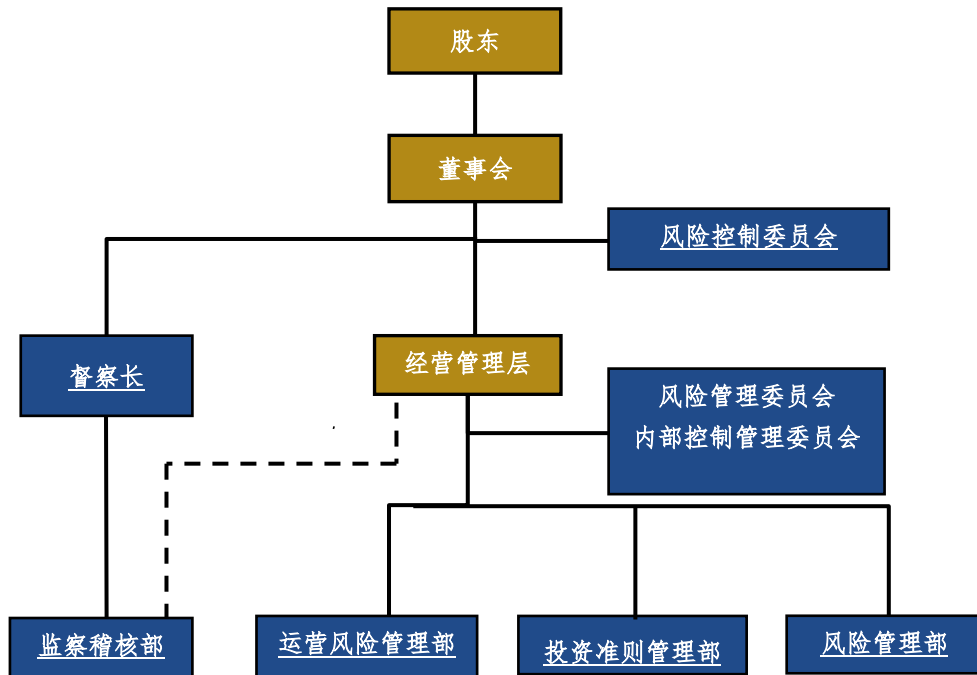 股东
董事会
风险控制委员会
督察长
经营管理层
风险管理委员会
内部控制管理委员会
监察稽核部
运营风险管理部
投资准则管理部
风险管理部